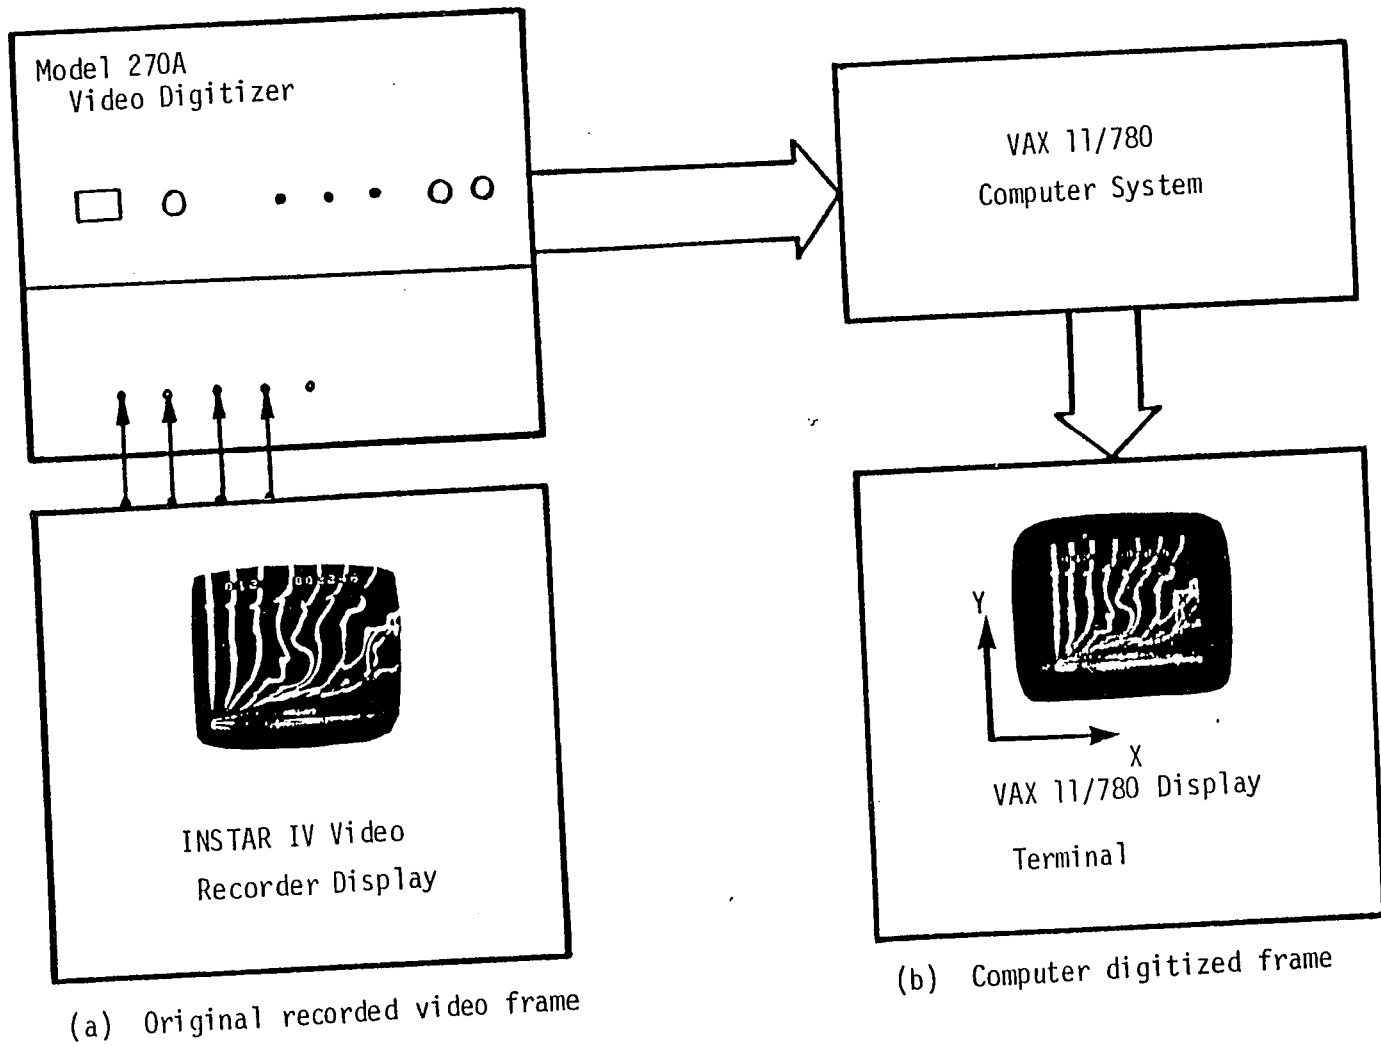 Model 270A
Video Digitizer
VAX 11/780
Computer System
Y
X
INSTAR IV Video
Recorder Display
VAX 11/780 Display
Terminal
(a) Original recorded video frame
(b) Computer digitized frame